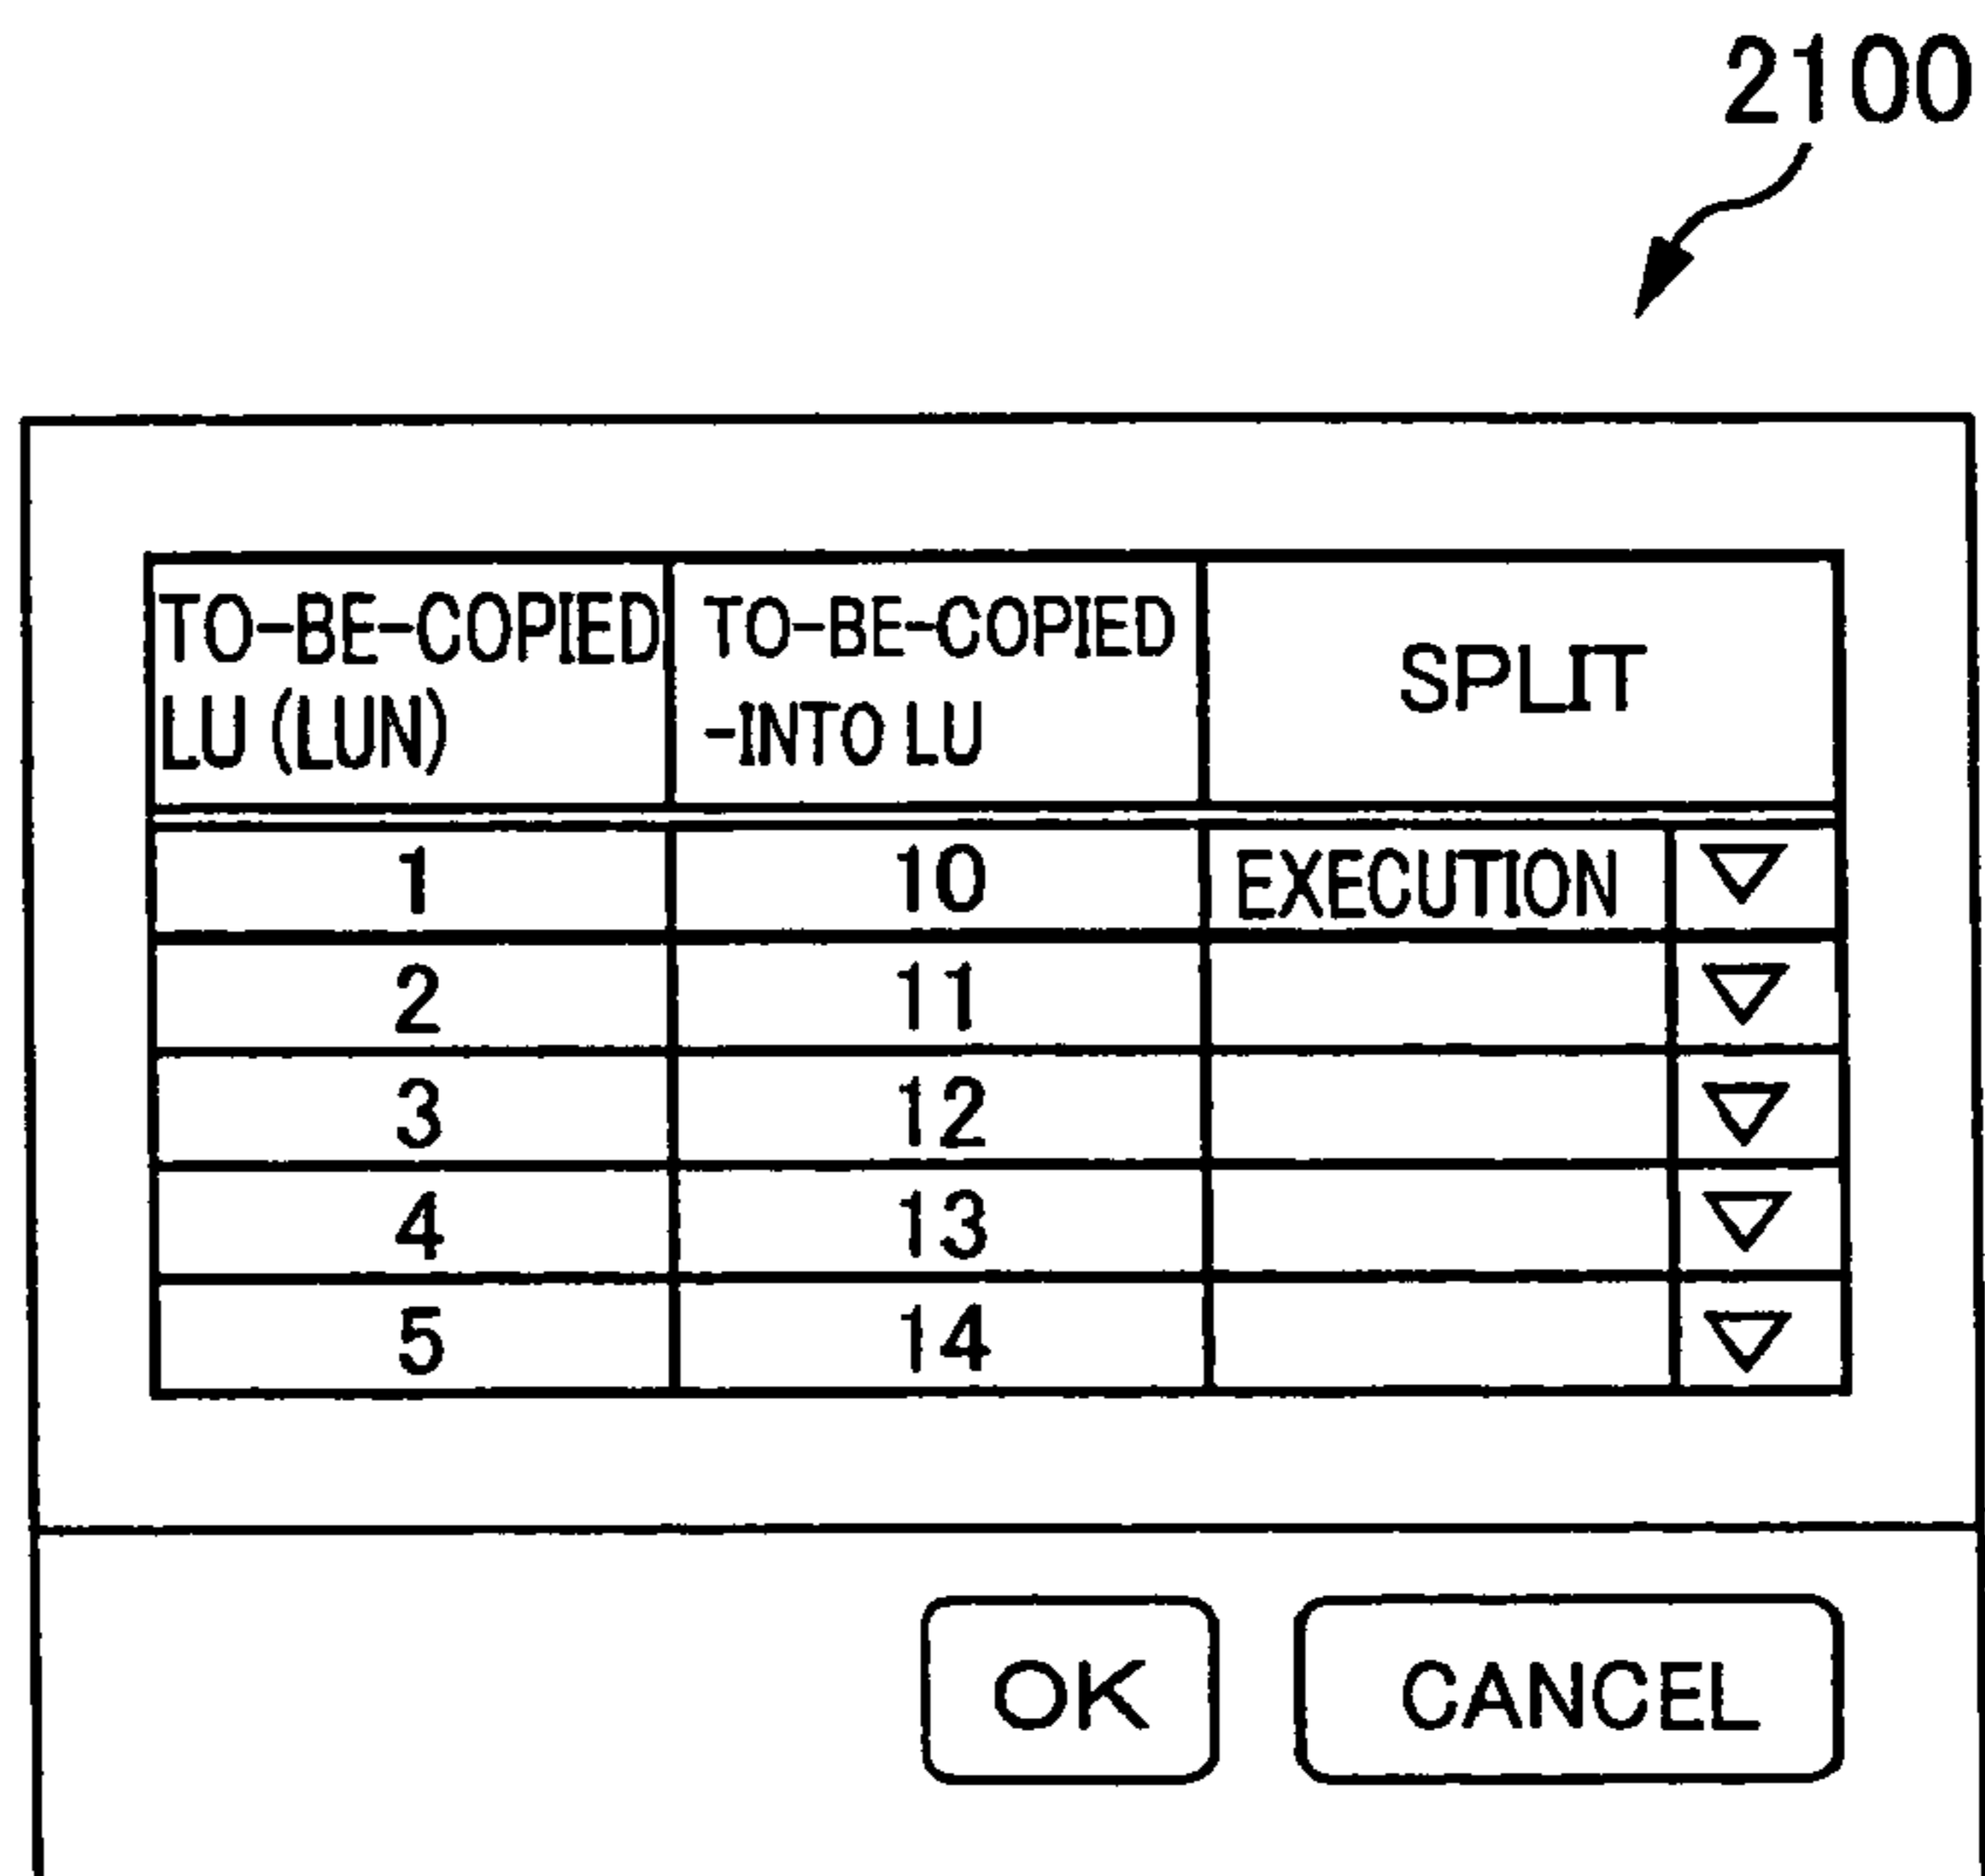 2100
TO-BE-COPIED LU (LUN) TO-BE-COPIED -INTO LU SPLIT
1 10 EXECUTION ▽
2 11 ▽
3 12 ▽
4 13 ▽
5 14 ▽
OK CANCEL